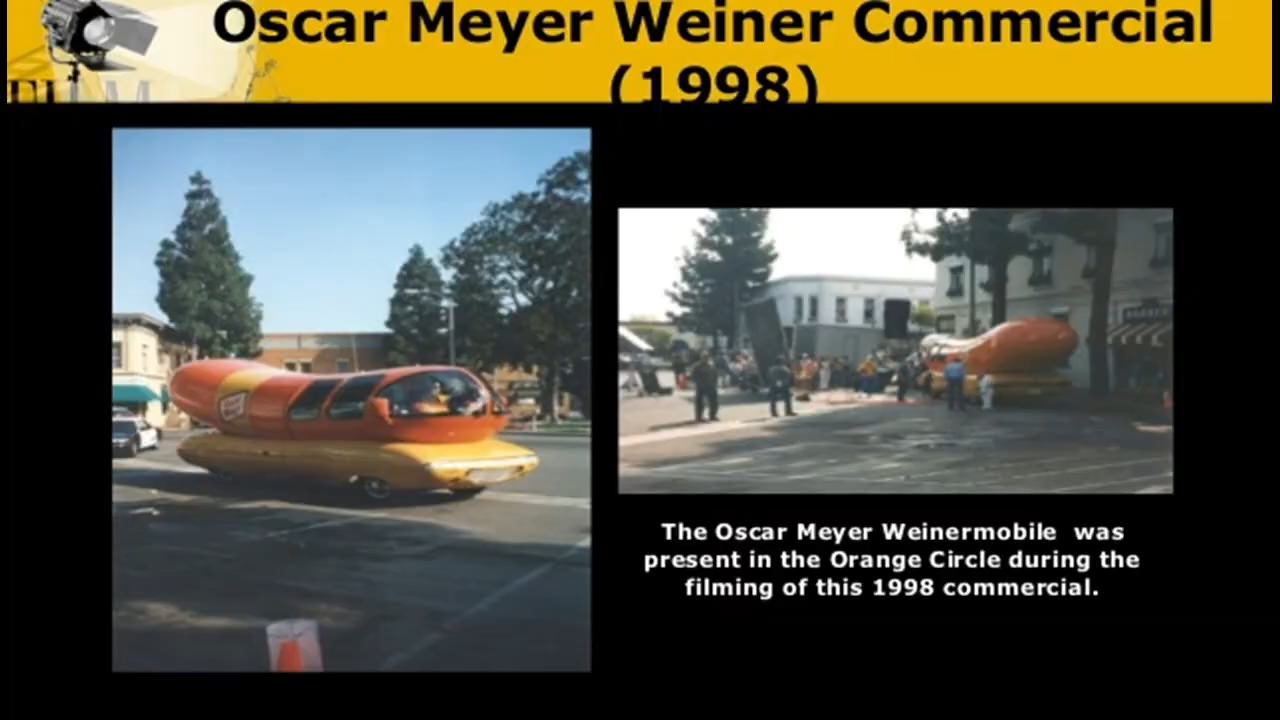 Oscar Meyer Weiner Commercial
(1998)
FILM
The Oscar Meyer Weinermobile was
present in the Orange Circle during the
filming of this 1998 commercial.